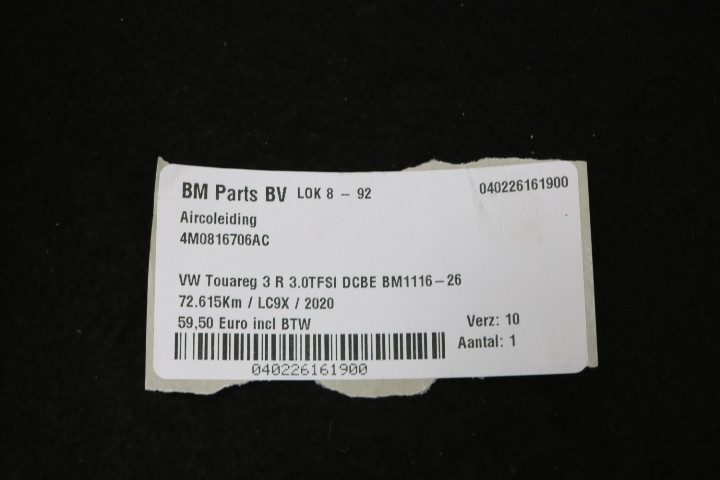 BM Parts BV LOK 8 - 92 040226161900
Aircoleiding
4M0816706AC
VW Touareg 3 R 3.0TFSI DCBE BM1116-26
72.615Km / LC9X / 2020
59,50 Euro incl BTW Verz: 10
Aantal: 1
040226161900